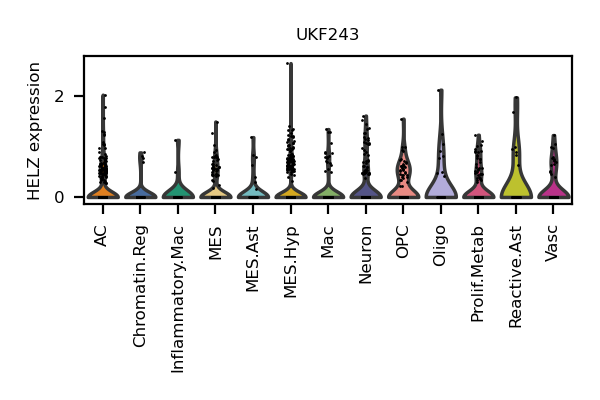 UKF243
HELZ expression
2
0
AC
Chromatin.Reg
Inflammatory.Mac
MES
MES.Ast
MES.Hyp
Mac
Neuron
OPC
Oligo
Prolif.Metab
Reactive.Ast
Vasc